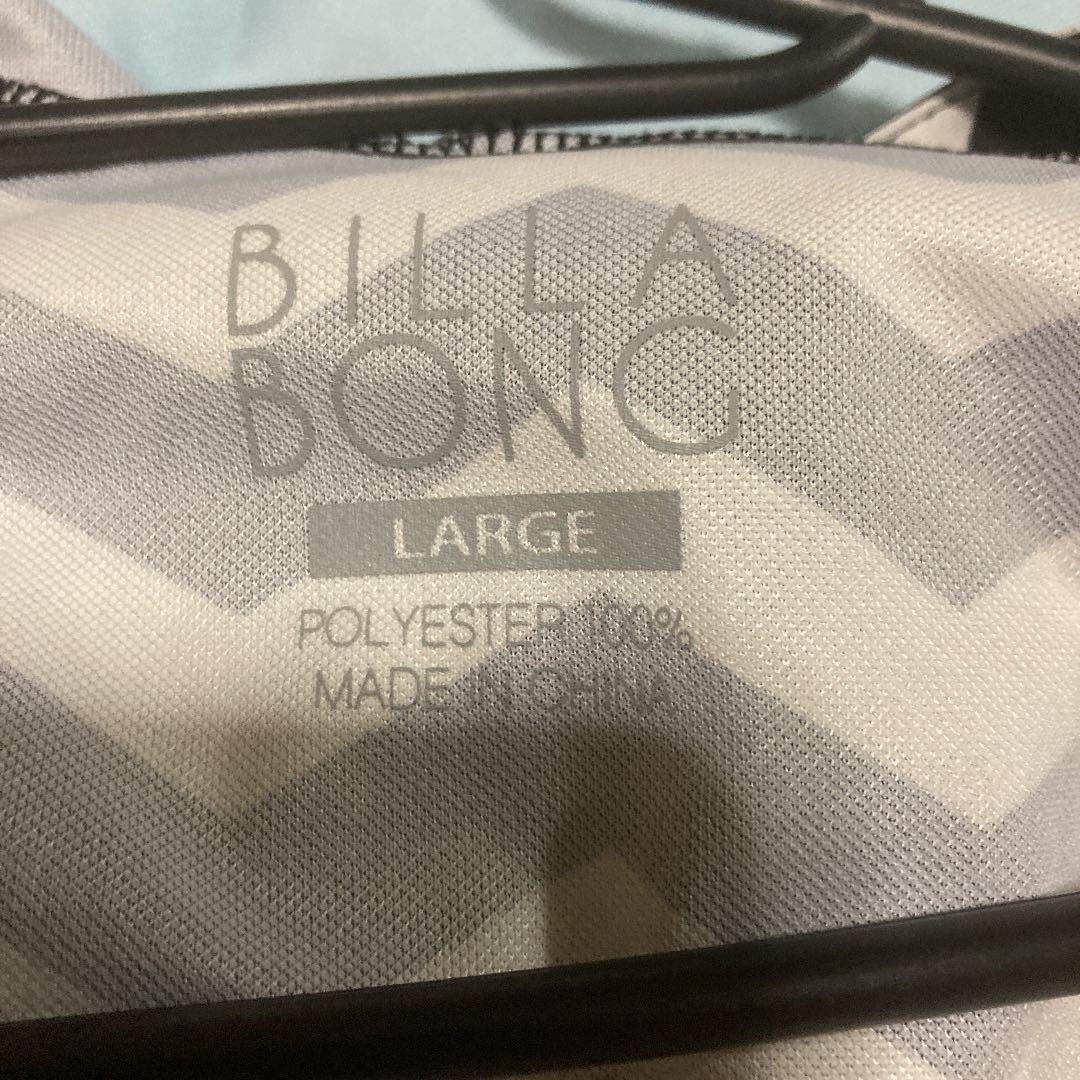 BILLA
BONG
LARGE
POLYESTER 100%
MADE IN CHINA